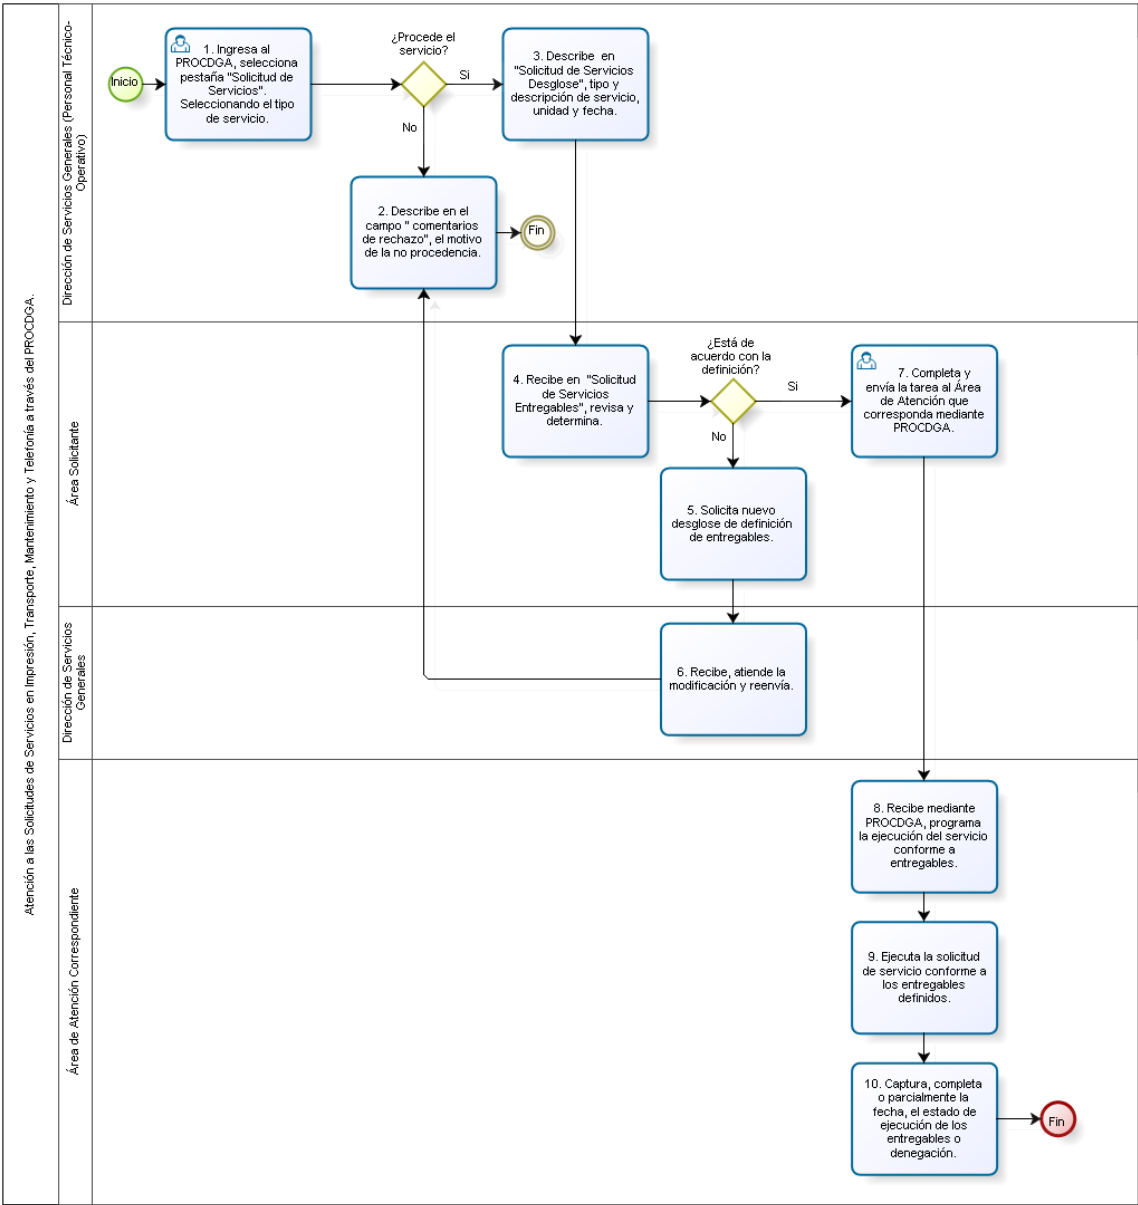 Atención a las Solicitudes de Servicios en Impresión, Transporte, Mantenimiento y Telefonía a través del PROCDGA.
Dirección de Servicios Generales (Personal Técnico-
Operativo)
Inicio
1. Ingresa al
PROCDGA, selecciona
pestaña "Solicitud de
Servicios".
Seleccionando el tipo
de servicio.
¿Procede el
servicio?
Si
No
3. Describe en
"Solicitud de Servicios
Desglose", tipo y
descripción de servicio,
unidad y fecha.
2. Describe en el
campo " comentarios
de rechazo", el motivo
de la no procedencia.
Fin
Área Solicitante
4. Recibe en "Solicitud
de Servicios
Entregables", revisa y
determina.
¿Está de
acuerdo con la
definición?
Si
No
7. Completa y
envía la tarea al Área
de Atención que
corresponda mediante
PROCDGA.
5. Solicita nuevo
desglose de definición
de entregables.
Dirección de Servicios
Generales
6. Recibe, atiende la
modificación y reenvía.
Área de Atención Correspondiente
8. Recibe mediante
PROCDGA, programa
la ejecución del servicio
conforme a
entregables.
9. Ejecuta la solicitud
de servicio conforme a
los entregables
definidos.
10. Captura, completa
o parcialmente la
fecha, el estado de
ejecución de los
entregables o
denegación.
Fin